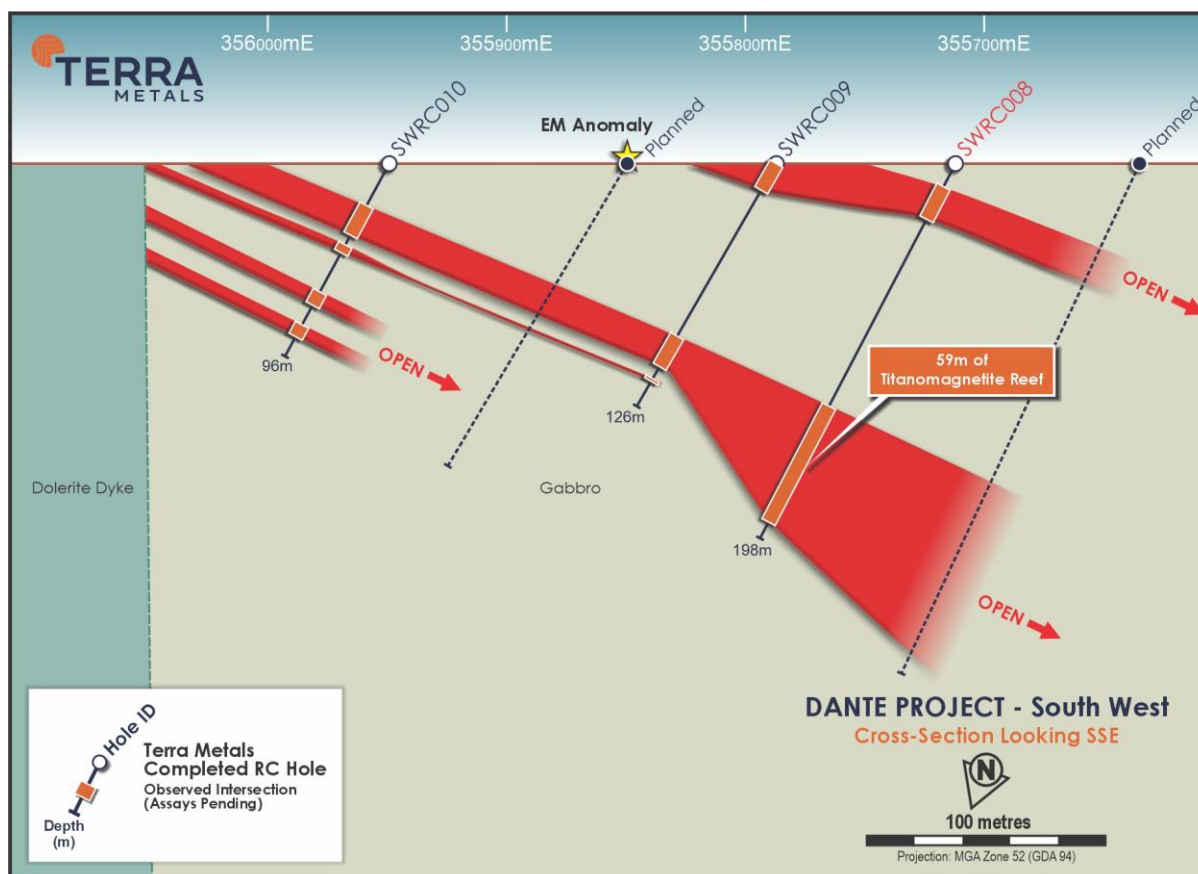 356000mE
355900mE
355800mE
355700mE
TERRA
METALS
SWRC010
EM Anomaly
Planned
SWRC009
SWRC008
Planned
OPEN
59m of
Titanomagnetite Reef
96m
OPEN
126m
Dolerite Dyke
Gabbro
198m
OPEN
Hole ID
Terra Metals
Completed RC Hole
Observed Intersection
(Assays Pending)
Depth
(m)
DANTE PROJECT - South West
Cross-Section Looking SSE
N
100 metres
Projection: MGA Zone 52 (GDA 94)